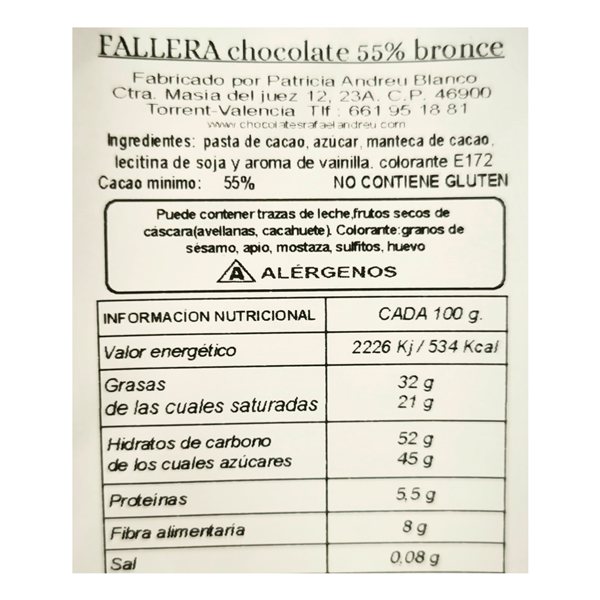 FALLERA chocolate 55% bronce
Fabricado por Patricia Andreu Blanco
Ctra. Masia del juez 12, 23A. C.P. 46900
Torrent-Valencia Tlf : 661 95 18 81
www.chocolatesrafaelandreu.com
Ingredientes: pasta de cacao, azúcar, manteca de cacao,
lecitina de soja y aroma de vainilla. colorante E172
Cacao minimo: 55% NO CONTIENE GLUTEN
Puede contener trazas de leche,frutos secos de
cáscara(avellanas, cacahuete). Colorante:granos de
sésamo, apio, mostaza, sulfitos, huevo
A ALÉRGENOS
INFORMACION NUTRICIONAL CADA 100 g.
Valor energético 2226 Kj / 534 Kcal
Grasas 32 g
de las cuales saturadas 21 g
Hidratos de carbono 52 g
de los cuales azúcares 45 g
Proteínas 5,5 g
Fibra alimentaria 8 g
Sal 0,08 g